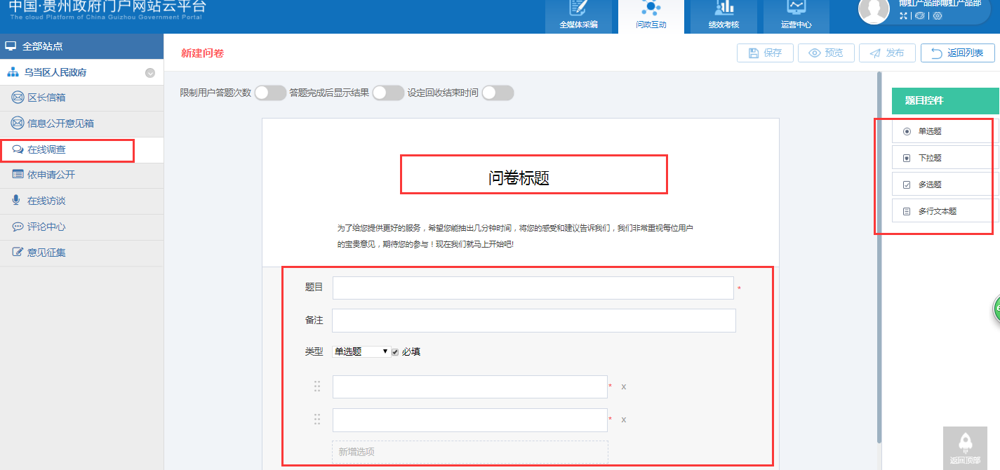 中国·贵州政府门户网站云平台
The cloud Platform of China Guizhou Government Portal
全媒体采编
问政互动
绩效考核
运营中心
博虹产品部博虹产品部
全部站点
乌当区人民政府
区长信箱
信息公开意见箱
在线调查
依申请公开
在线访谈
评论中心
意见征集
新建问卷
保存
预览
发布
返回列表
限制用户答题次数
答题完成后显示结果
设定回收结束时间
问卷标题
为了给您提供更好的服务，希望您能抽出几分钟时间，将您的感受和建议告诉我们，我们非常重视每位用户
的宝贵意见，期待您的参与！现在我们就马上开始吧!
题目 *
备注
类型 单选题 必填
* x
* x
新增选项
题目控件
单选题
下拉题
多选题
多行文本题
返回顶部